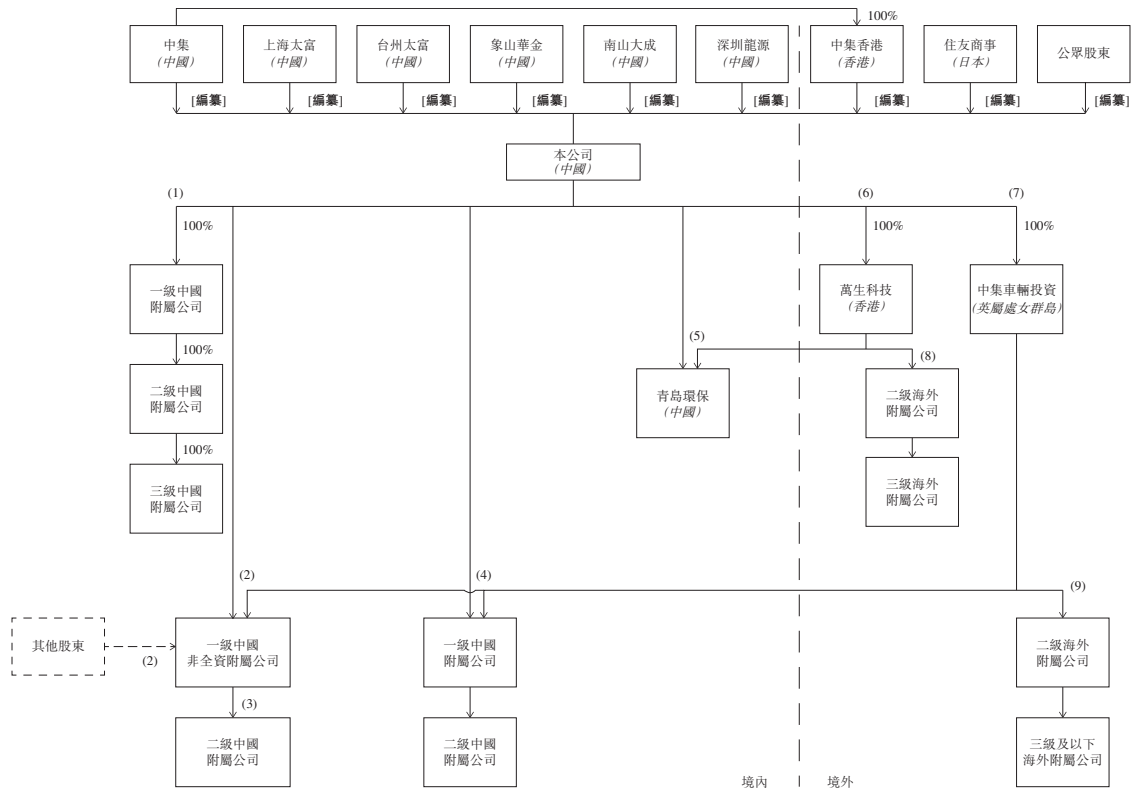 100%
中集
(中國)
上海太富
(中國)
台州太富
(中國)
象山華金
(中國)
南山大成
(中國)
深圳龍源
(中國)
中集香港
(香港)
住友商事
(日本)
公眾股東
[編纂]
[編纂]
[編纂]
[編纂]
[編纂]
[編纂]
[編纂]
[編纂]
[編纂]
本公司
(中國)
(1)
(6)
(7)
100%
100%
100%
一級中國
附屬公司
萬生科技
(香港)
中集車輛投資
(英屬處女群島)
100%
(5)
(8)
二級中國
附屬公司
青島環保
(中國)
二級海外
附屬公司
100%
三級中國
附屬公司
三級海外
附屬公司
(2)
(4)
(9)
其他股東
(2)
一級中國
非全資附屬公司
一級中國
附屬公司
二級海外
附屬公司
(3)
二級中國
附屬公司
二級中國
附屬公司
三級及以下
海外附屬公司
境內
境外